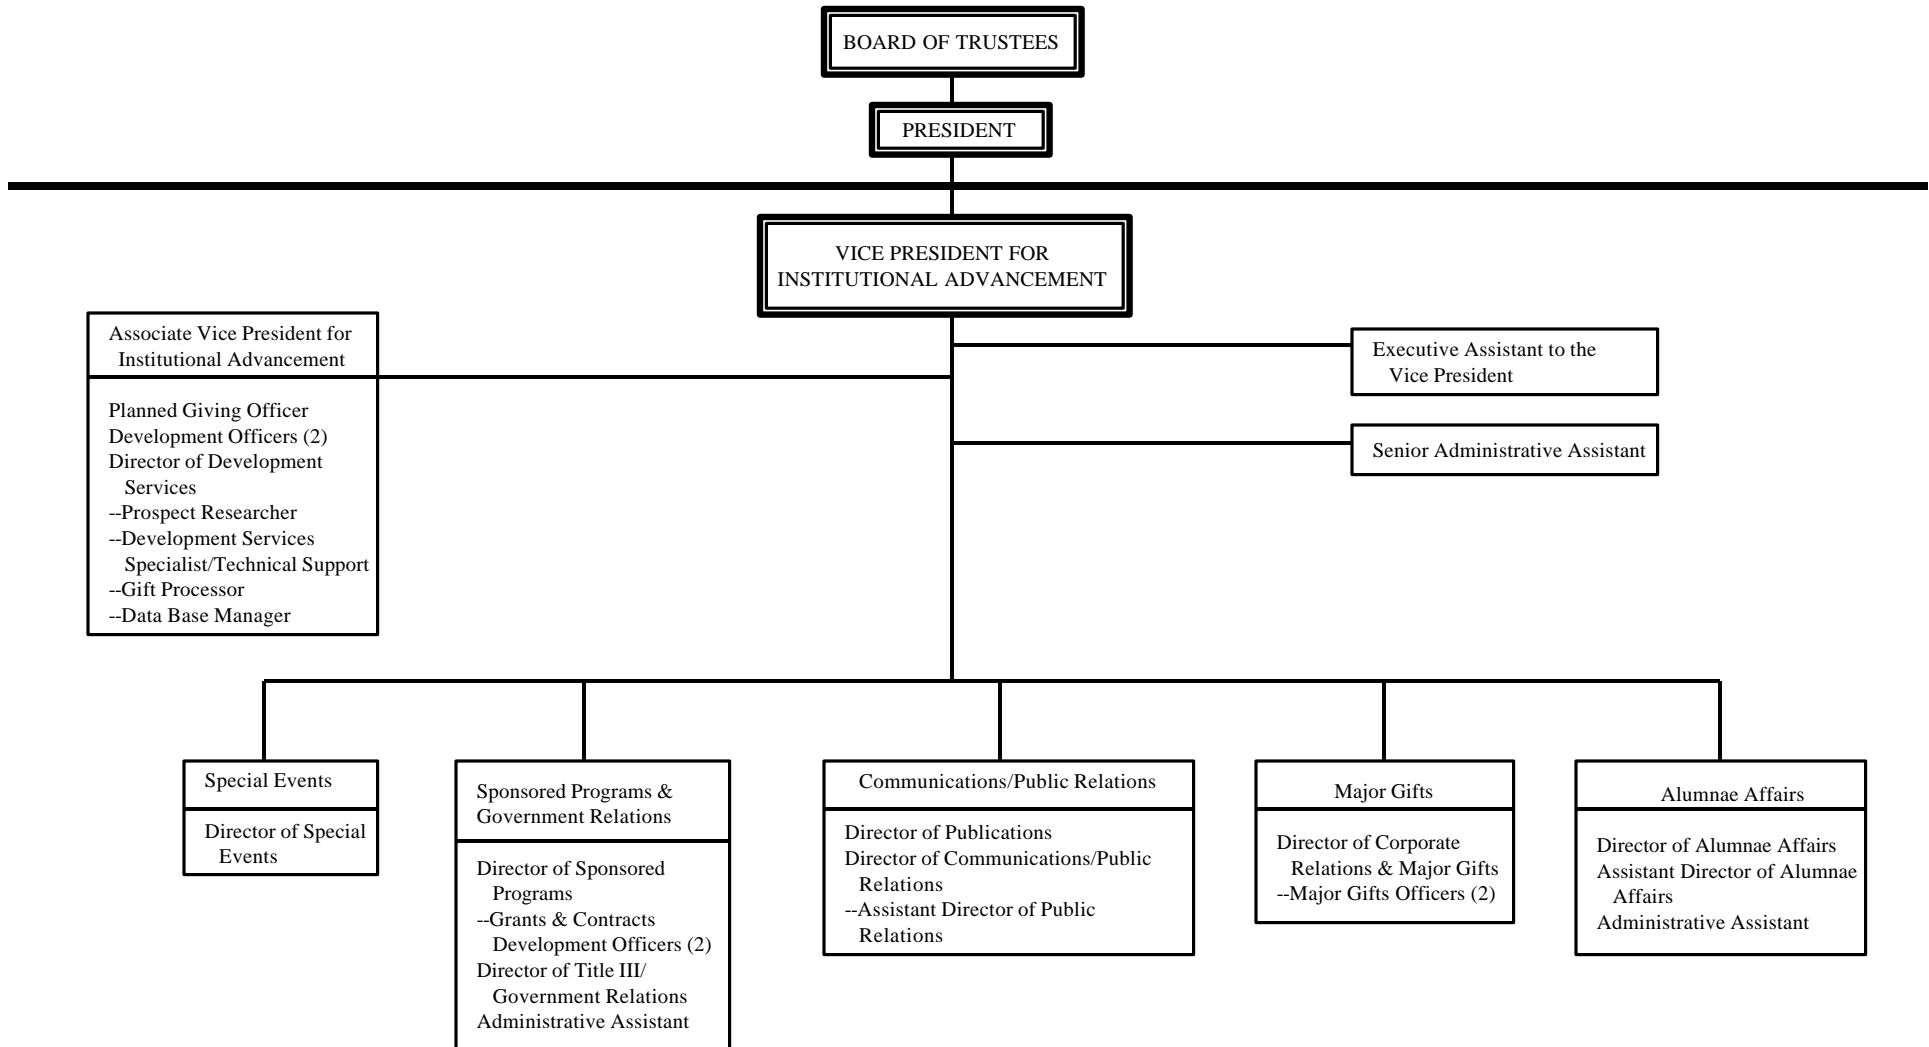 BOARD OF TRUSTEES
PRESIDENT
VICE PRESIDENT FOR
INSTITUTIONAL ADVANCEMENT
Associate Vice President for
Institutional Advancement
Planned Giving Officer
Development Officers (2)
Director of Development
Services
--Prospect Researcher
--Development Services
Specialist/Technical Support
--Gift Processor
--Data Base Manager
Executive Assistant to the
Vice President
Senior Administrative Assistant
Special Events
Director of Special
Events
Sponsored Programs &
Government Relations
Director of Sponsored
Programs
--Grants & Contracts
Development Officers (2)
Director of Title III/
Government Relations
Administrative Assistant
Communications/Public Relations
Director of Publications
Director of Communications/Public
Relations
--Assistant Director of Public
Relations
Major Gifts
Director of Corporate
Relations & Major Gifts
--Major Gifts Officers (2)
Alumnae Affairs
Director of Alumnae Affairs
Assistant Director of Alumnae
Affairs
Administrative Assistant